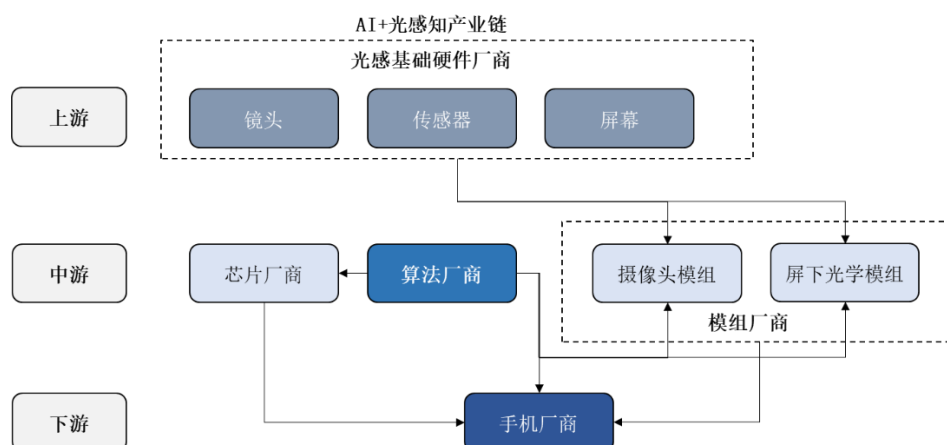 AI+光感知产业链
光感基础硬件厂商
上游
镜头
传感器
屏幕
中游
芯片厂商
算法厂商
摄像头模组
屏下光学模组
模组厂商
下游
手机厂商